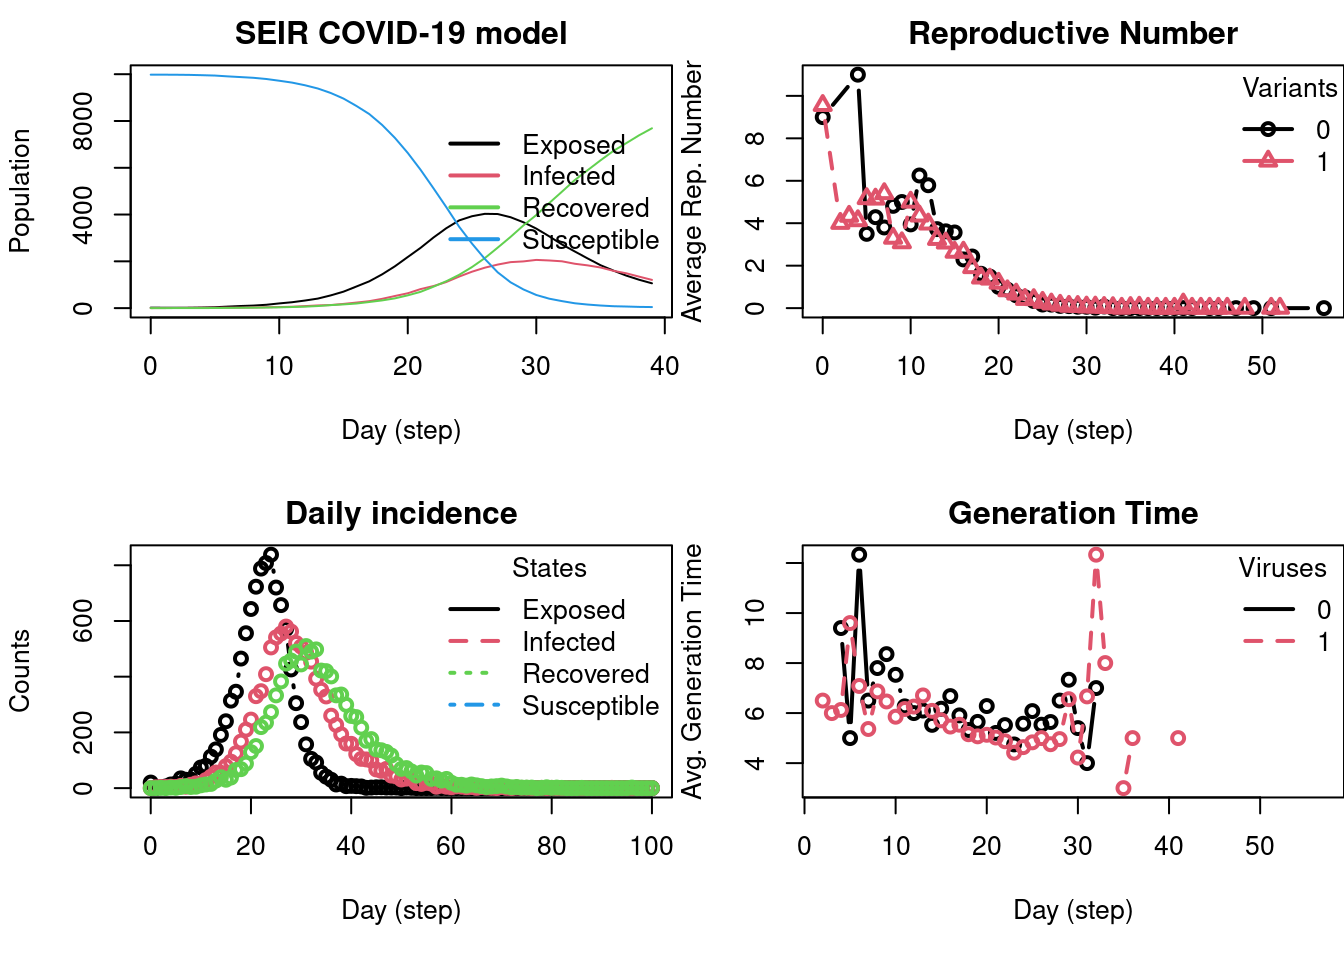 SEIR COVID-19 model
Population
0
4000
8000
Exposed
Infected
Recovered
Susceptible
0 10 20 30 40
Day (step)
Reproductive Number
Average Rep. Number
0
2
4
6
8
Variants
0
1
0 10 20 30 40 50
Day (step)
Daily incidence
Counts
0
200
600
States
Exposed
Infected
Recovered
Susceptible
0 20 40 60 80 100
Day (step)
Generation Time
Avg. Generation Time
4
6
8
10
Viruses
0
1
0 10 20 30 40 50
Day (step)